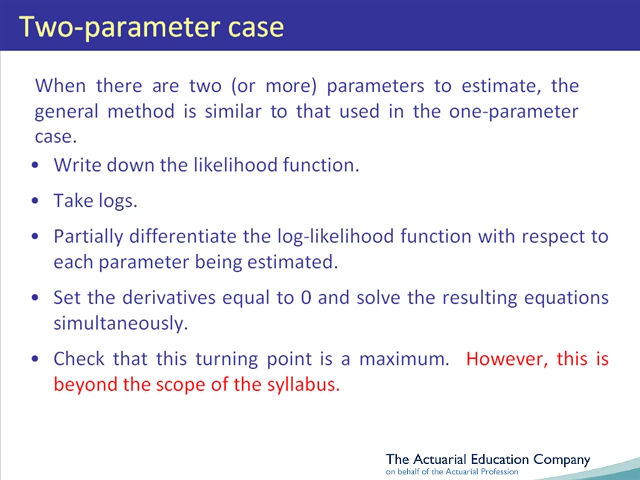 Two-parameter case
When there are two (or more) parameters to estimate, the
general method is similar to that used in the one-parameter
case.
• Write down the likelihood function.
• Take logs.
• Partially differentiate the log-likelihood function with respect to
each parameter being estimated.
• Set the derivatives equal to 0 and solve the resulting equations
simultaneously.
• Check that this turning point is a maximum. However, this is
beyond the scope of the syllabus.
The Actuarial Education Company
on behalf of the Actuarial Profession